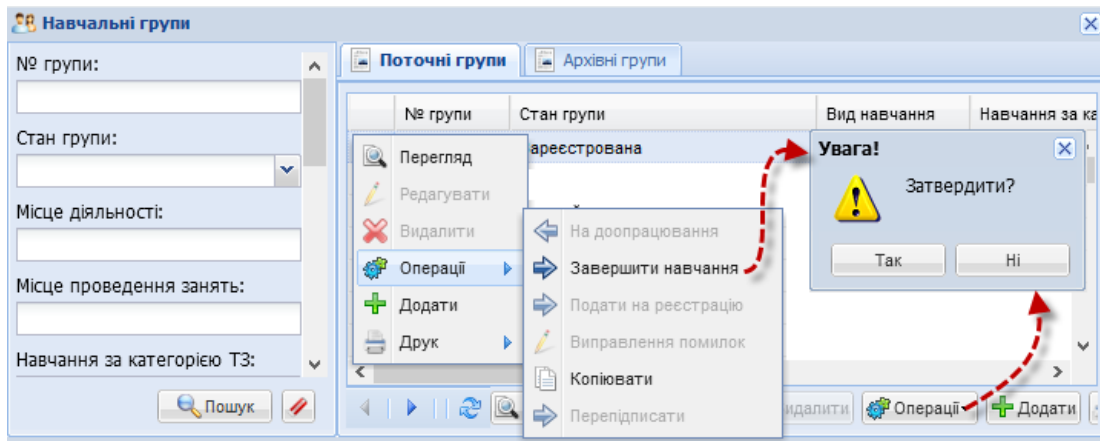 Навчальні групи
№ групи:
Стан групи:
Місце діяльності:
Місце проведення занять:
Навчання за категорією ТЗ:
Пошук
Поточні групи
Архівні групи
№ групи Стан групи Вид навчання Навчання за ка
ареєстрована
Перегляд
Редагувати
Видалити
Операції
Додати
Друк
На доопрацювання
Завершити навчання
Подати на реєстрацію
Виправлення помилок
Копіювати
Перепідписати
Увага!
Затвердити?
Так Ні
идалити Операції Додати